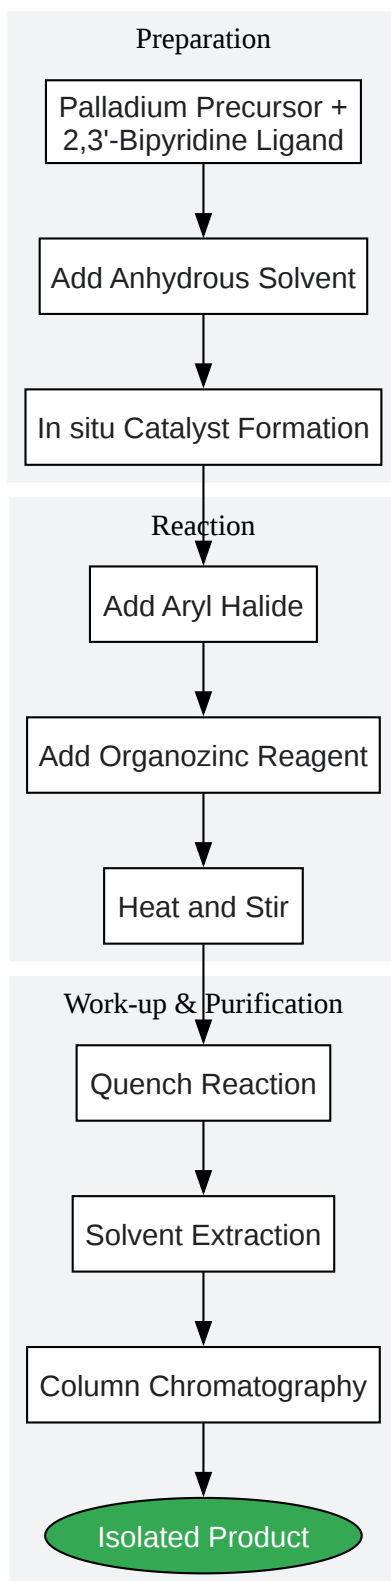 Preparation
Palladium Precursor +
2,3'-Bipyridine Ligand
Add Anhydrous Solvent
In situ Catalyst Formation
Reaction
Add Aryl Halide
Add Organozinc Reagent
Heat and Stir
Work-up & Purification
Quench Reaction
Solvent Extraction
Column Chromatography
Isolated Product